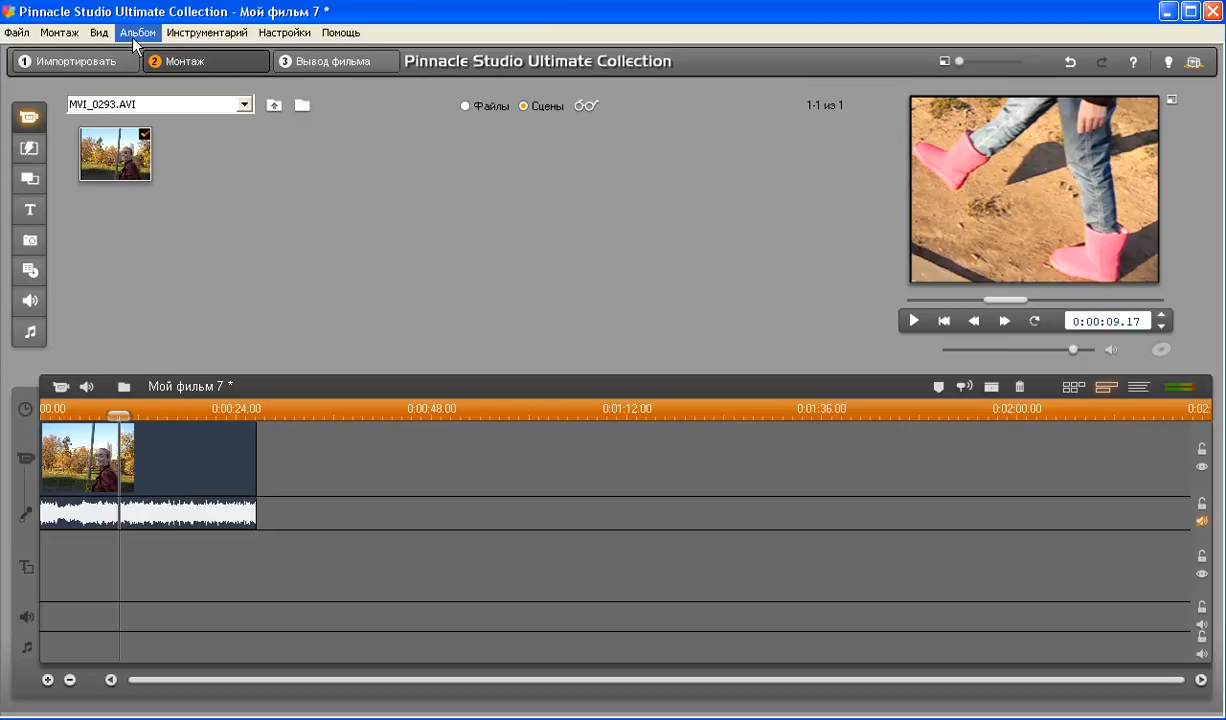 Pinnacle Studio Ultimate Collection - Мой фильм 7 *
Файл Монтаж Вид Альбом Инструментарий Настройки Помощь
1 Импортировать 2 Монтаж 3 Вывод фильма Pinnacle Studio Ultimate Collection
MVI_0293.AVI Файлы Сцены 1-1 из 1
T
0:00:09.17
Мой фильм 7 *
00.00 0:00:24.00 0:00:48.00 0:01:12.00 0:01:36.00 0:02:00.00 0:02: